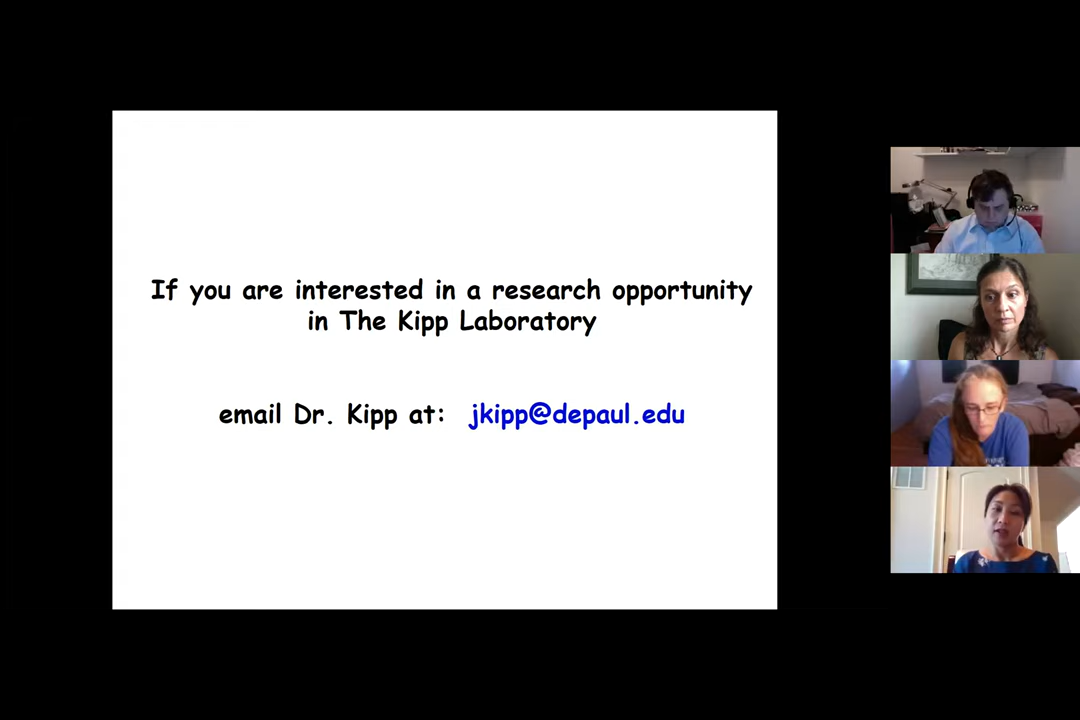 If you are interested in a research opportunity
in The Kipp Laboratory
email Dr. Kipp at: jkipp@depaul.edu